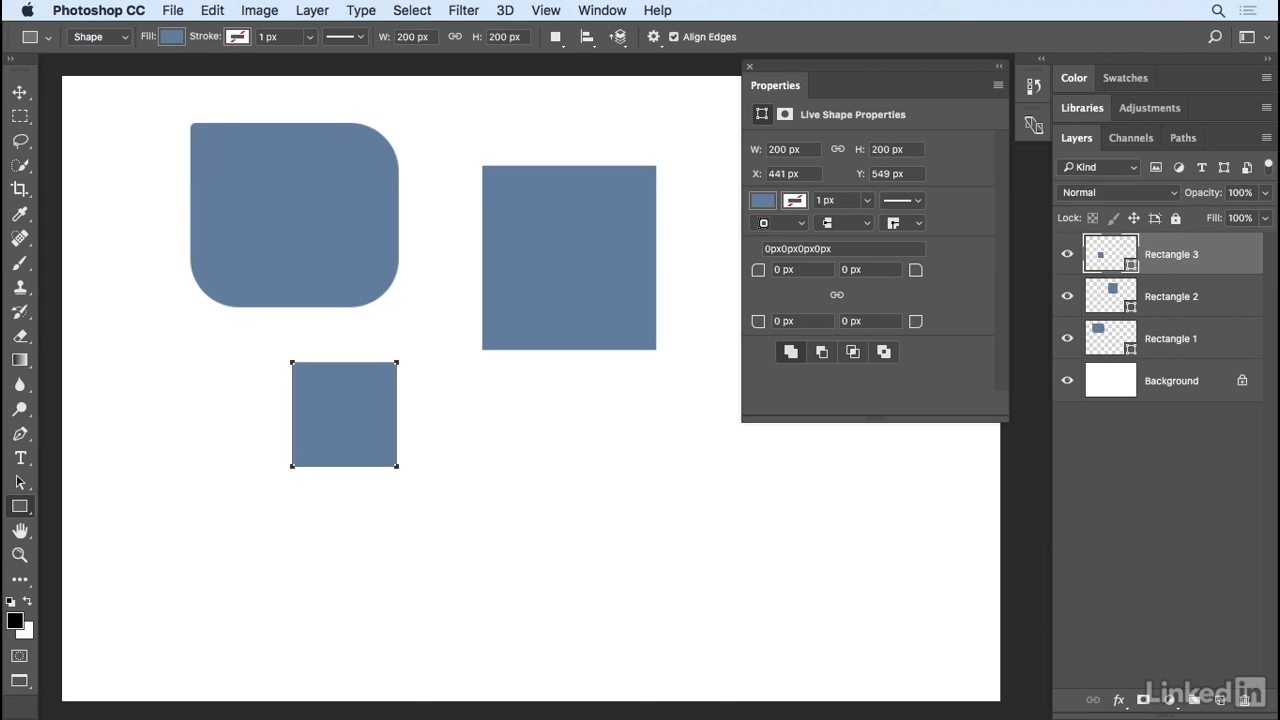 Photoshop CC File Edit Image Layer Type Select Filter 3D View Window Help
Shape Fill: Stroke: 1 px W: 200 px H: 200 px Align Edges
Properties
Live Shape Properties
W: 200 px H: 200 px
X: 441 px Y: 549 px
1 px
0px0px0px0px
0 px 0 px
0 px 0 px
Color Swatches
Libraries Adjustments
Layers Channels Paths
Kind
Normal Opacity: 100%
Lock: Fill: 100%
Rectangle 3
Rectangle 2
Rectangle 1
Background
fx
Linked in